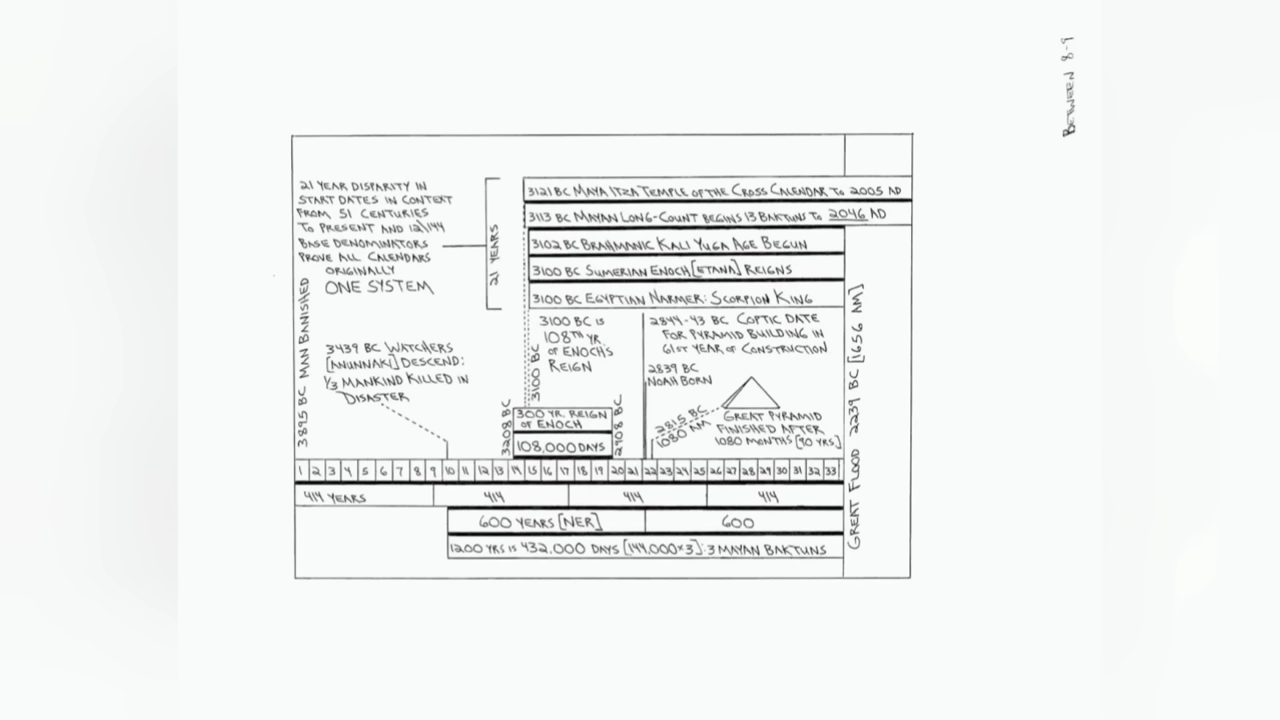 BETWEEN 8-9
21 YEAR DISPARITY IN
START DATES IN CONTEXT
FROM 51 CENTURIES
TO PRESENT AND 12\144
BASE DENOMINATORS
PROVE ALL CALENDARS
ORIGINALLY
ONE SYSTEM
21 YEARS
3121 BC MAYA ITZA TEMPLE OF THE CROSS CALENDAR TO 2005 AD
3113 BC MAYAN LONG-COUNT BEGINS 13 BAKTUNS TO 2046 AD
3102 BC BRAHMANIC KALI YUGA AGE BEGUN
3100 BC SUMERIAN ENOCH [ETANA] REIGNS
3100 BC EGYPTIAN NARMER: SCORPION KING
3895 BC MAN BANISHED
3439 BC WATCHERS
[ANUNNAKI] DESCEND:
1/3 MANKIND KILLED IN
DISASTER
3100 BC
3100 BC IS
108TH YR.
OF ENOCH'S
REIGN
2844-43 BC COPTIC DATE
FOR PYRAMID BUILDING IN
61ST YEAR OF CONSTRUCTION
2839 BC
NOAH BORN
3208 BC
300 YR. REIGN
OF ENOCH
108,000 DAYS
2908 BC
2815 BC
1080 AM
GREAT PYRAMID
FINISHED AFTER
1080 MONTHS [90 YRS]
GREAT FLOOD 2239 BC [1656 AM]
1 2 3 4 5 6 7 8 9 10 11 12 13 14 15 16 17 18 19 20 21 22 23 24 25 26 27 28 29 30 31 32 33
414 YEARS 414 414 414
600 YEARS [NER] 600
1200 YRS IS 432,000 DAYS [144,000×3]: 3 MAYAN BAKTUNS